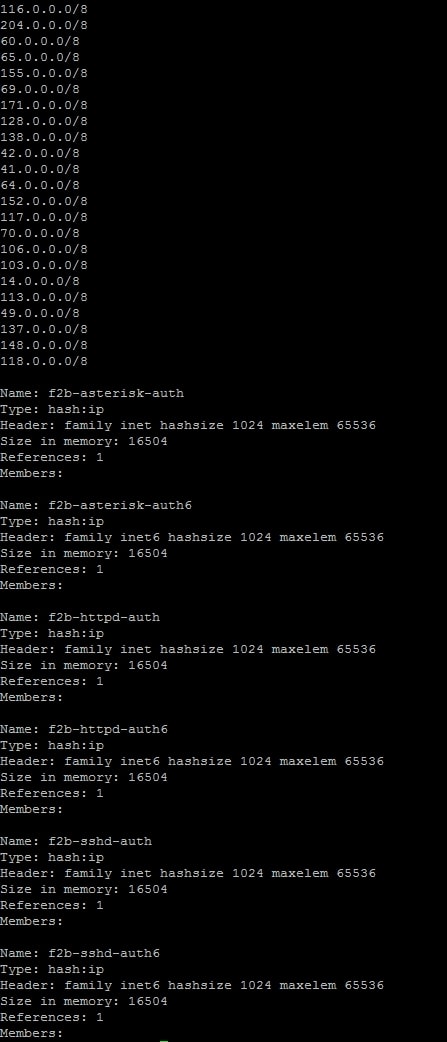 116.0.0.0/8
204.0.0.0/8
60.0.0.0/8
65.0.0.0/8
155.0.0.0/8
69.0.0.0/8
171.0.0.0/8
128.0.0.0/8
138.0.0.0/8
42.0.0.0/8
41.0.0.0/8
64.0.0.0/8
152.0.0.0/8
117.0.0.0/8
70.0.0.0/8
106.0.0.0/8
103.0.0.0/8
14.0.0.0/8
113.0.0.0/8
49.0.0.0/8
137.0.0.0/8
148.0.0.0/8
118.0.0.0/8

Name: f2b-asterisk-auth
Type: hash:ip
Header: family inet hashsize 1024 maxelem 65536
Size in memory: 16504
References: 1
Members:

Name: f2b-asterisk-auth6
Type: hash:ip
Header: family inet6 hashsize 1024 maxelem 65536
Size in memory: 16504
References: 1
Members:

Name: f2b-httpd-auth
Type: hash:ip
Header: family inet hashsize 1024 maxelem 65536
Size in memory: 16504
References: 1
Members:

Name: f2b-httpd-auth6
Type: hash:ip
Header: family inet6 hashsize 1024 maxelem 65536
Size in memory: 16504
References: 1
Members:

Name: f2b-sshd-auth
Type: hash:ip
Header: family inet hashsize 1024 maxelem 65536
Size in memory: 16504
References: 1
Members:

Name: f2b-sshd-auth6
Type: hash:ip
Header: family inet6 hashsize 1024 maxelem 65536
Size in memory: 16504
References: 1
Members: